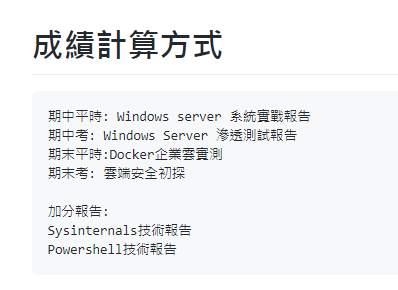 成績計算方式
期中平時: Windows server 系統實戰報告
期中考: Windows Server 滲透測試報告
期末平時:Docker企業雲實測
期末考: 雲端安全初探
加分報告:
Sysinternals技術報告
Powershell技術報告